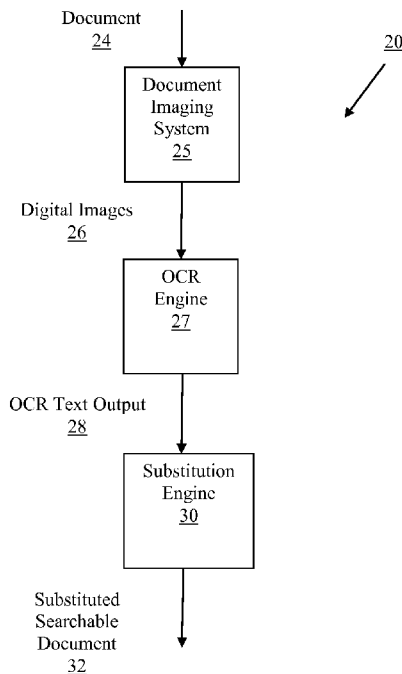 Document
24
20
Document
Imaging
System
25
Digital Images
26
OCR
Engine
27
OCR Text Output
28
Substitution
Engine
30
Substituted
Searchable
Document
32